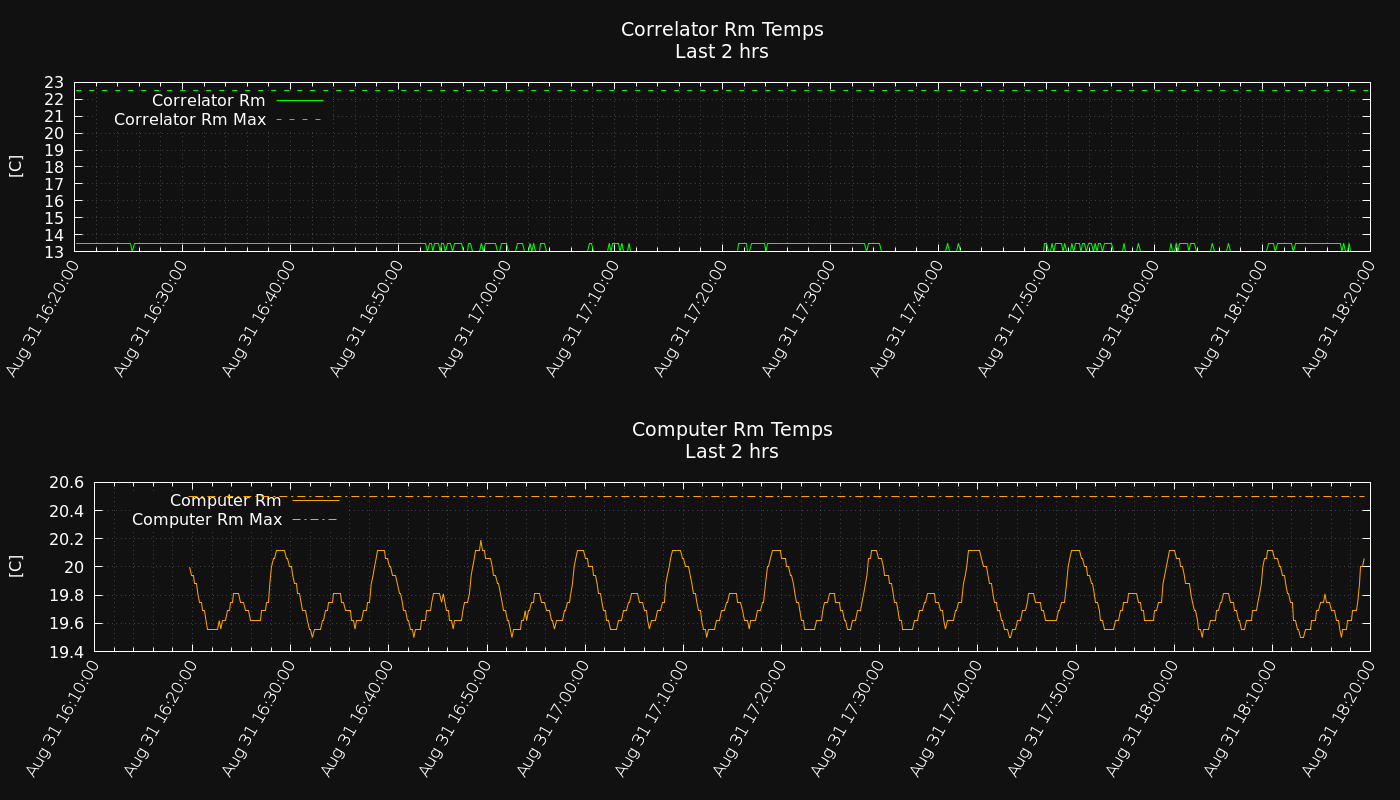 Correlator Rm Temps
Last 2 hrs
23
22
21
20
19
18
17
16
15
14
13
[C]
Correlator Rm
Correlator Rm Max
Aug 31 16:20:00
Aug 31 16:30:00
Aug 31 16:40:00
Aug 31 16:50:00
Aug 31 17:00:00
Aug 31 17:10:00
Aug 31 17:20:00
Aug 31 17:30:00
Aug 31 17:40:00
Aug 31 17:50:00
Aug 31 18:00:00
Aug 31 18:10:00
Aug 31 18:20:00
Computer Rm Temps
Last 2 hrs
20.6
20.4
20.2
20
19.8
19.6
19.4
[C]
Computer Rm
Computer Rm Max
Aug 31 16:10:00
Aug 31 16:20:00
Aug 31 16:30:00
Aug 31 16:40:00
Aug 31 16:50:00
Aug 31 17:00:00
Aug 31 17:10:00
Aug 31 17:20:00
Aug 31 17:30:00
Aug 31 17:40:00
Aug 31 17:50:00
Aug 31 18:00:00
Aug 31 18:10:00
Aug 31 18:20:00